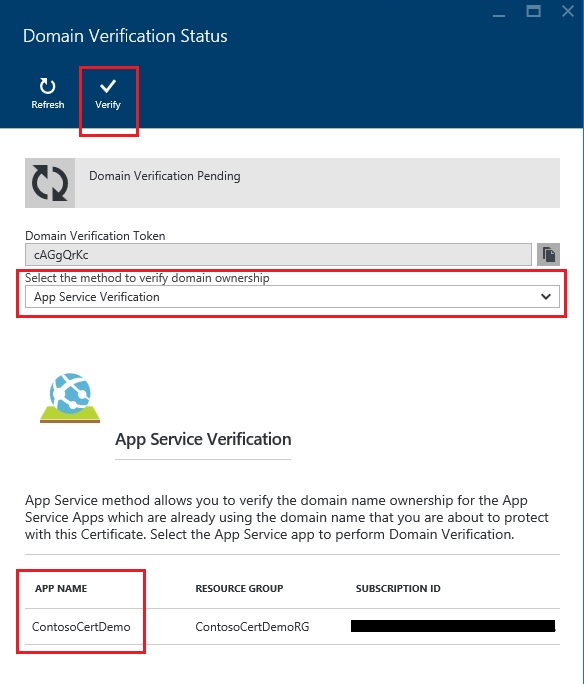 Domain Verification Status
Refresh
Verify
Domain Verification Pending
Domain Verification Token
cAGgQrKc
Select the method to verify domain ownership
App Service Verification
App Service Verification
App Service method allows you to verify the domain name ownership for the App
Service Apps which are already using the domain name that you are about to protect
with this Certificate. Select the App Service app to perform Domain Verification.
APP NAME RESOURCE GROUP SUBSCRIPTION ID
ContosoCertDemo ContosoCertDemoRG